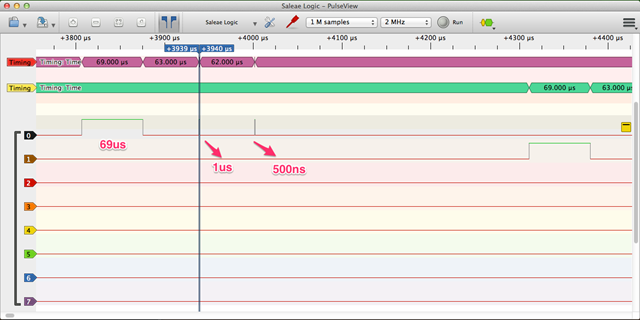 Saleae Logic – PulseView
Saleae Logic
1 M samples
2 MHz
Run
+3939 µs
+3940 µs
+3800 µs
+3900 µs
+4000 µs
+4100 µs
+4200 µs
+4300 µs
+4400 µs
Timing
Timing: Time
69.000 µs
63.000 µs
62.000 µs
Timing
Timing: Time
69.000 µs
63.000 µs
0
69us
1us
500ns
1
2
3
4
5
6
7